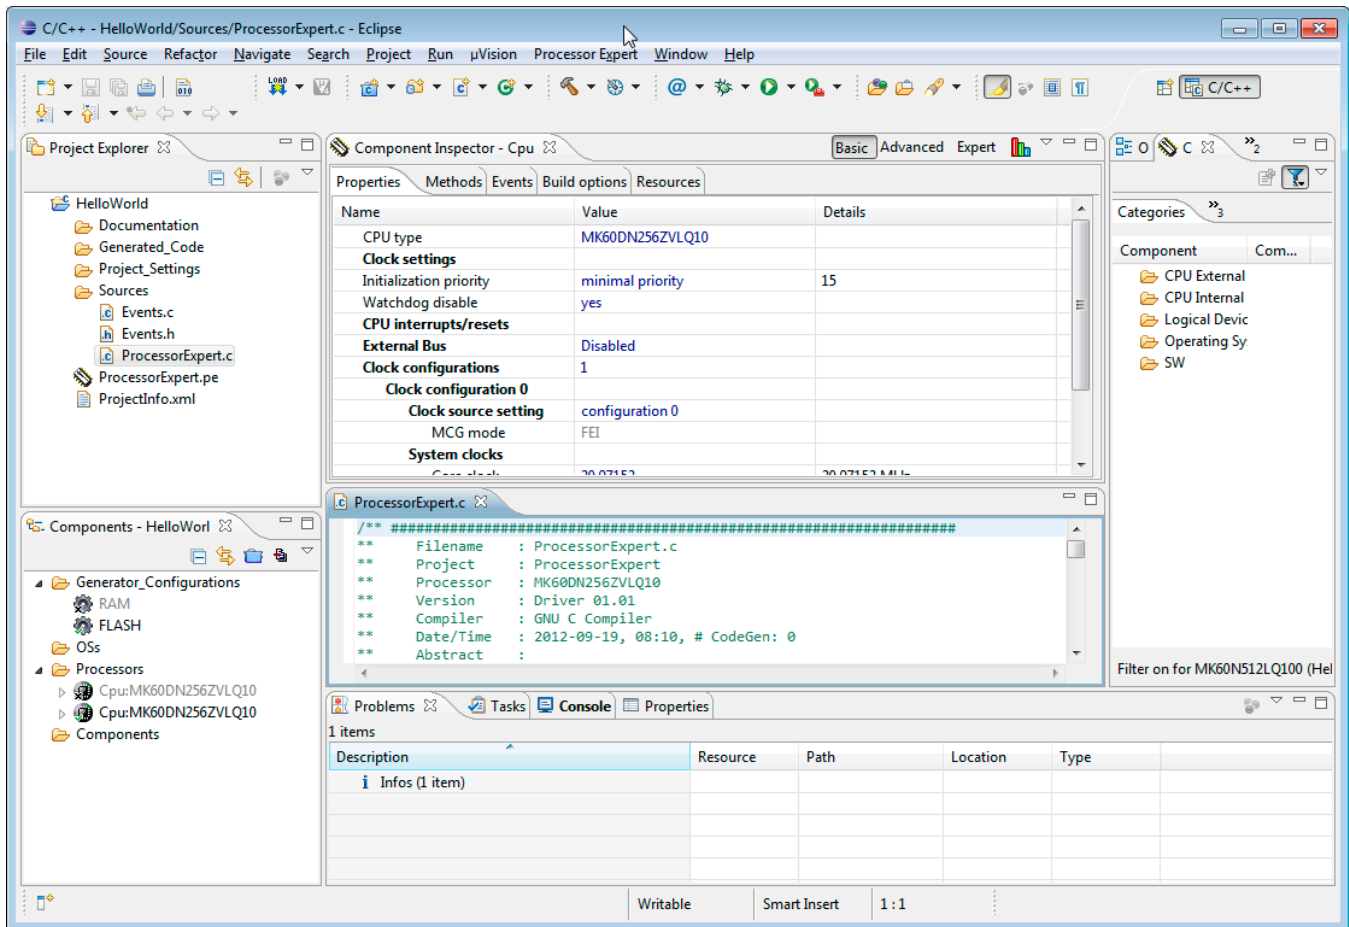 C/C++ - HelloWorld/Sources/ProcessorExpert.c - Eclipse
File Edit Source Refactor Navigate Search Project Run µVision Processor Expert Window Help
C/C++
Project Explorer
HelloWorld
Documentation
Generated_Code
Project_Settings
Sources
Events.c
Events.h
ProcessorExpert.c
ProcessorExpert.pe
ProjectInfo.xml
Component Inspector - Cpu Basic Advanced Expert
Properties Methods Events Build options Resources
Name Value Details
CPU type MK60DN256ZVLQ10
Clock settings
Initialization priority minimal priority 15
Watchdog disable yes
CPU interrupts/resets
External Bus Disabled
Clock configurations 1
Clock configuration 0
Clock source setting configuration 0
MCG mode FEI
System clocks
O C 2
Categories 3
Component Com...
CPU External
CPU Internal
Logical Devic
Operating Sy
SW
Filter on for MK60N512LQ100 (Hel
Components - HelloWorl
Generator_Configurations
RAM
FLASH
OSs
Processors
Cpu:MK60DN256ZVLQ10
Cpu:MK60DN256ZVLQ10
Components
ProcessorExpert.c
/** ###################################################################
** Filename : ProcessorExpert.c
** Project : ProcessorExpert
** Processor : MK60DN256ZVLQ10
** Version : Driver 01.01
** Compiler : GNU C Compiler
** Date/Time : 2012-09-19, 08:10, # CodeGen: 0
** Abstract :
Problems Tasks Console Properties
1 items
Description Resource Path Location Type
Infos (1 item)
Writable Smart Insert 1 : 1